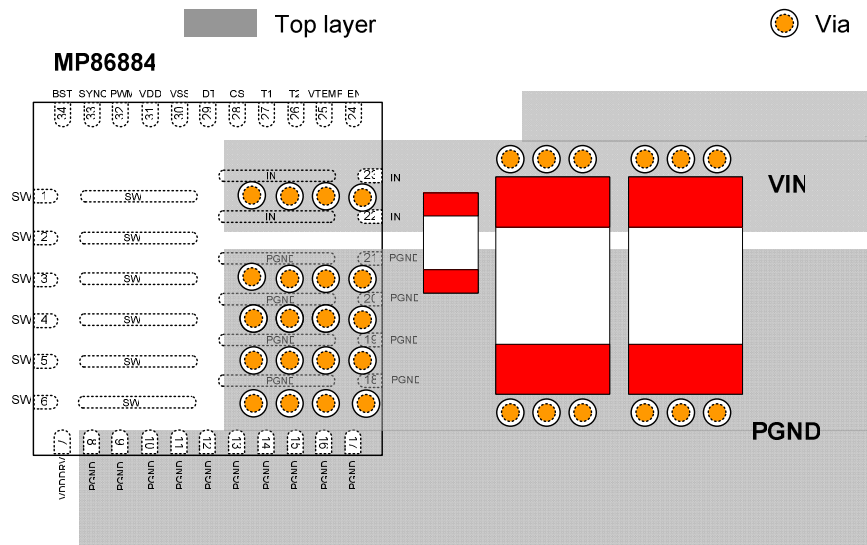 Top layer
Via
MP86884
BST SYNC PWM VDD VSS DT CS T1 T2 VTEMP EN
34 33 32 31 30 29 28 27 26 25 24
IN 23 IN
SW 1 SW
VIN
IN 22 IN
SW 2 SW
PGND 21 PGND
SW 3 SW
PGND 20 PGND
SW 4 SW
PGND 19 PGND
SW 5 SW
PGND 18 PGND
SW 6 SW
PGND
7 8 9 10 11 12 13 14 15 16 17
PGND PGND PGND PGND PGND PGND PGND PGND PGND PGND